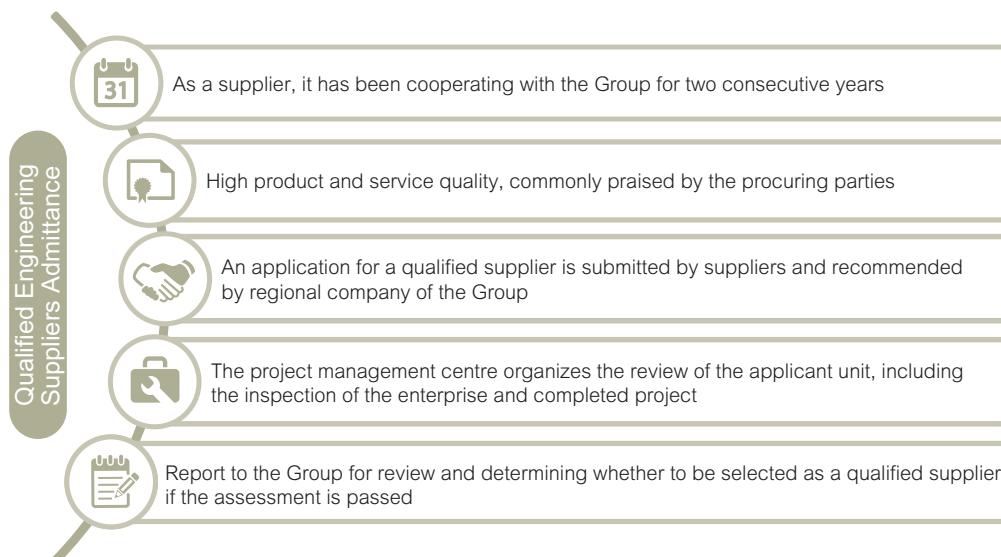 Qualified Engineering
Suppliers Admittance
31
As a supplier, it has been cooperating with the Group for two consecutive years
High product and service quality, commonly praised by the procuring parties
An application for a qualified supplier is submitted by suppliers and recommended
by regional company of the Group
The project management centre organizes the review of the applicant unit, including
the inspection of the enterprise and completed project
Report to the Group for review and determining whether to be selected as a qualified supplier
if the assessment is passed